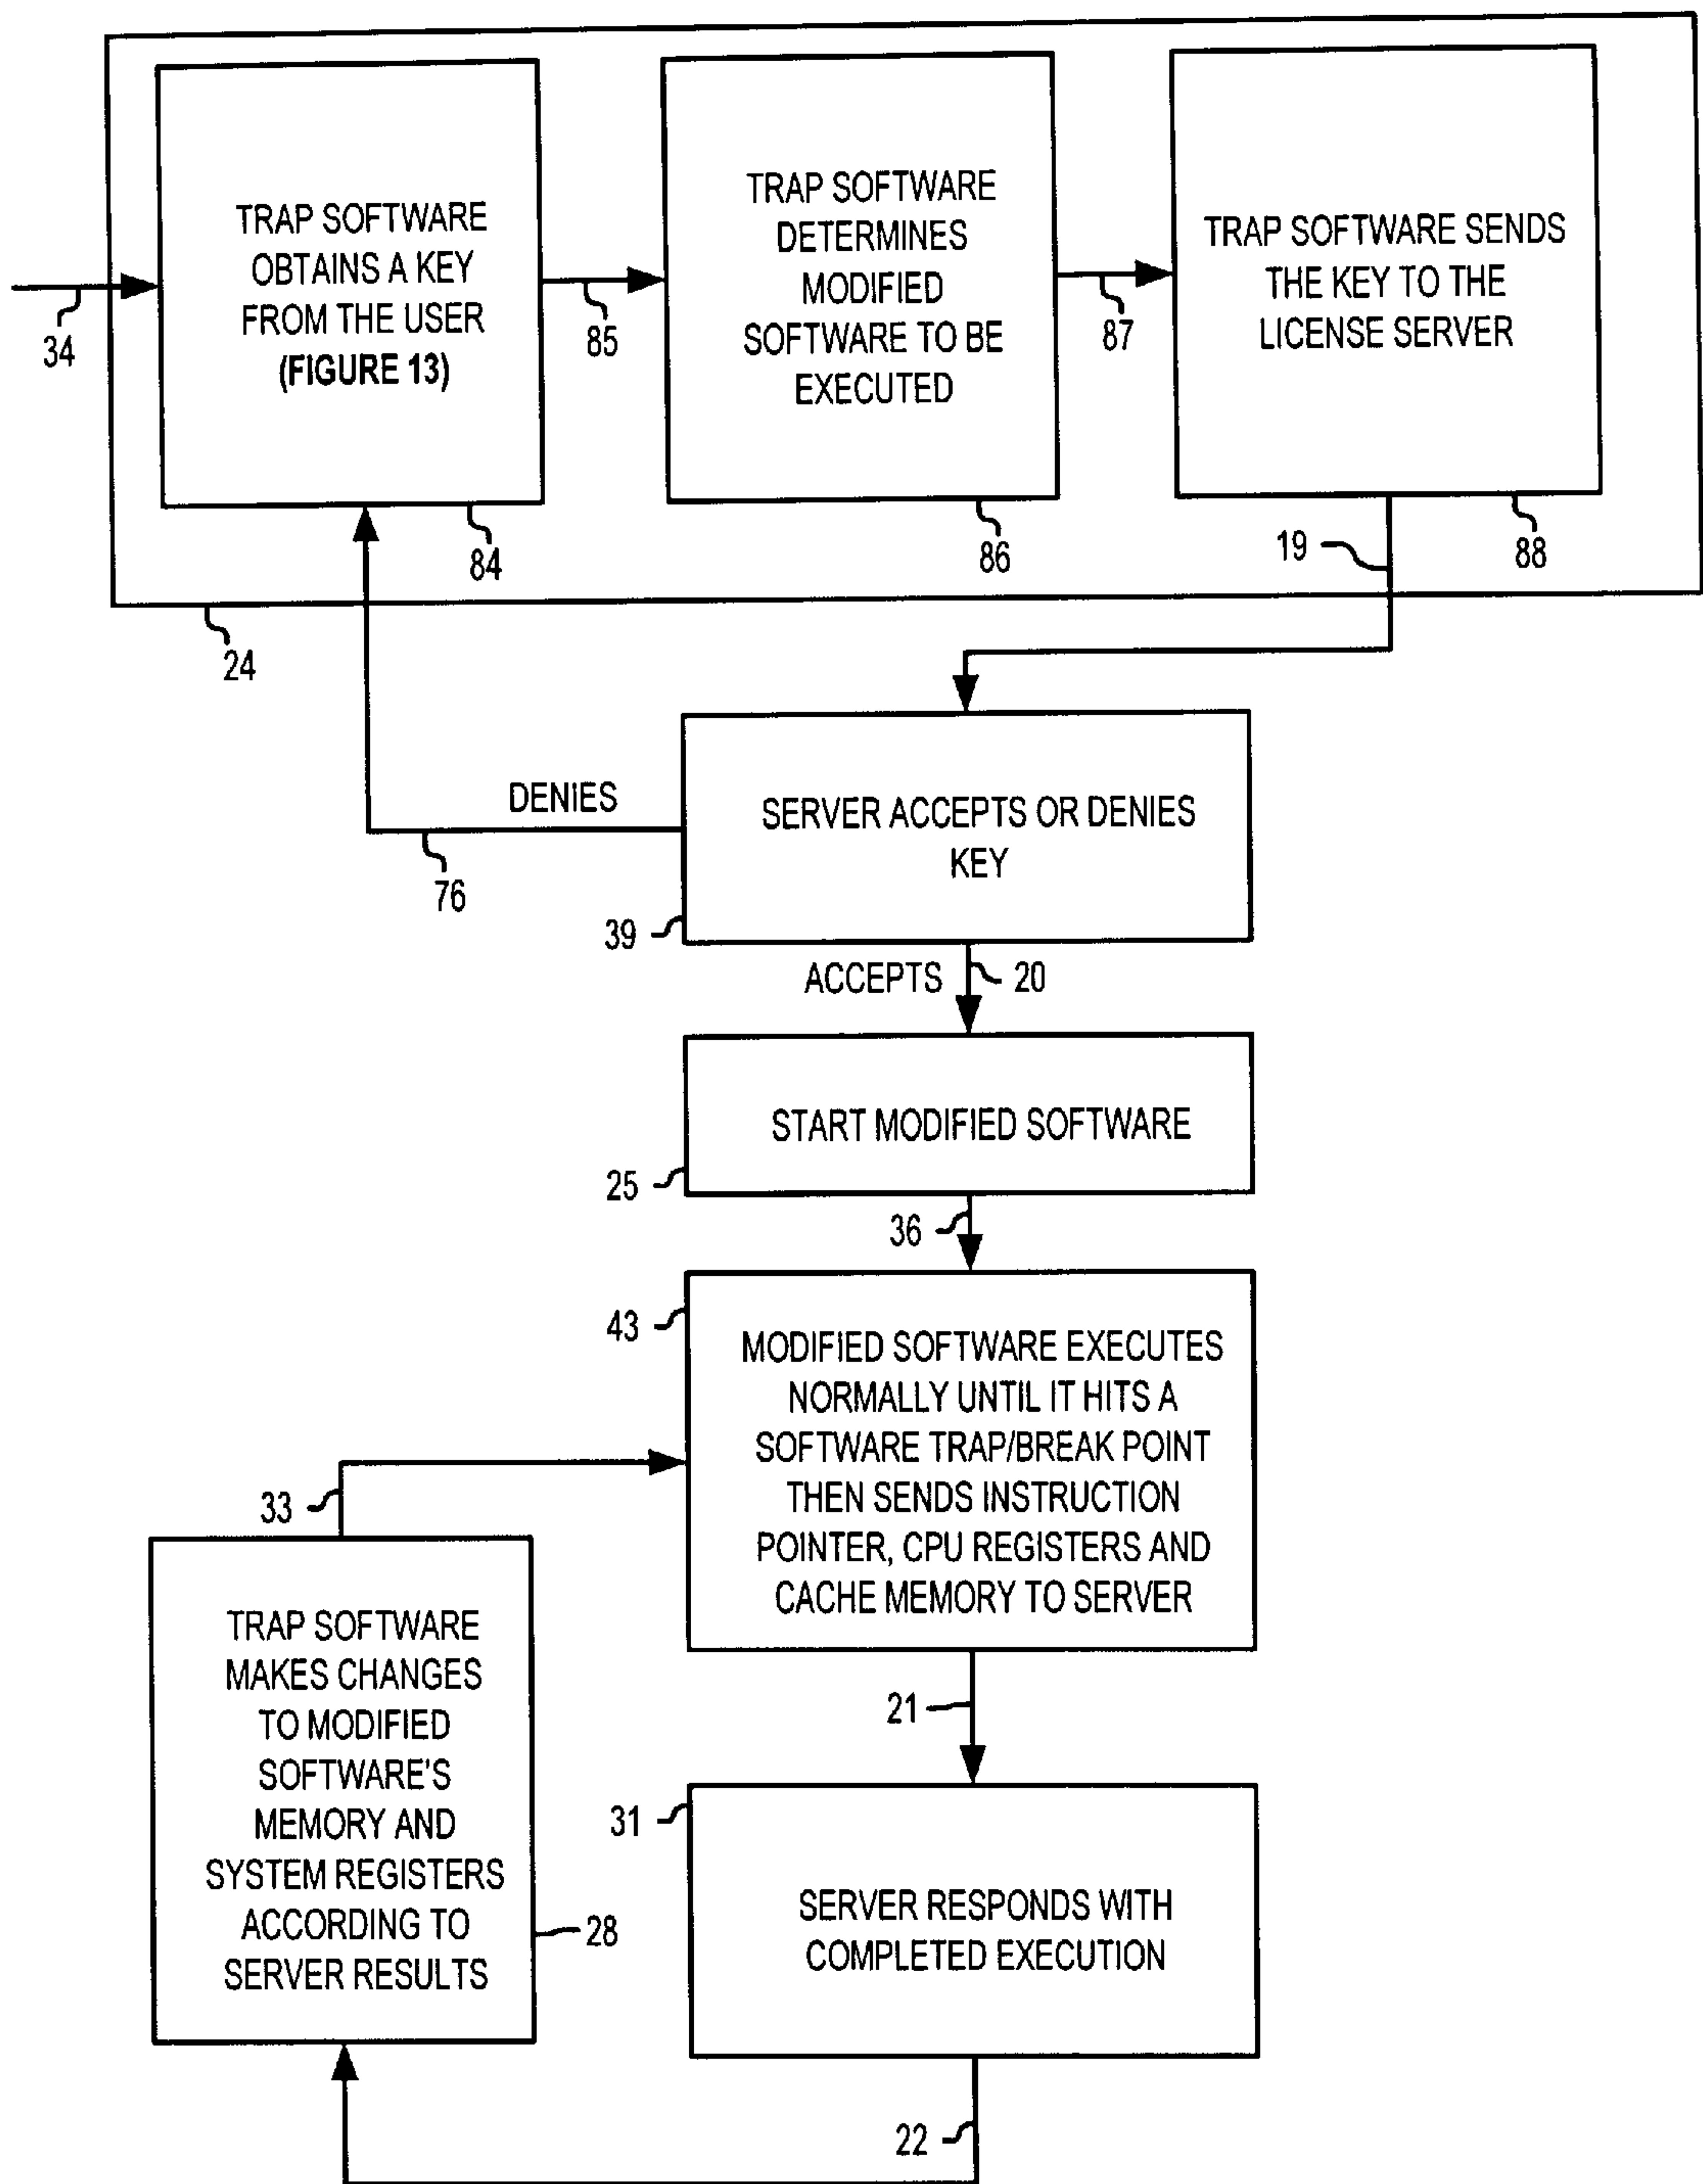 TRAP SOFTWARE
OBTAINS A KEY
FROM THE USER
(FIGURE 13)
TRAP SOFTWARE
DETERMINES
MODIFIED
SOFTWARE TO BE
EXECUTED
TRAP SOFTWARE SENDS
THE KEY TO THE
LICENSE SERVER
34
85
87
84
86
19
88
24
DENIES
76
SERVER ACCEPTS OR DENIES
KEY
39
ACCEPTS
20
START MODIFIED SOFTWARE
25
36
43
MODIFIED SOFTWARE EXECUTES
NORMALLY UNTIL IT HITS A
SOFTWARE TRAP/BREAK POINT
THEN SENDS INSTRUCTION
POINTER, CPU REGISTERS AND
CACHE MEMORY TO SERVER
33
TRAP SOFTWARE
MAKES CHANGES
TO MODIFIED
SOFTWARE'S
MEMORY AND
SYSTEM REGISTERS
ACCORDING TO
SERVER RESULTS
28
21
31
SERVER RESPONDS WITH
COMPLETED EXECUTION
22